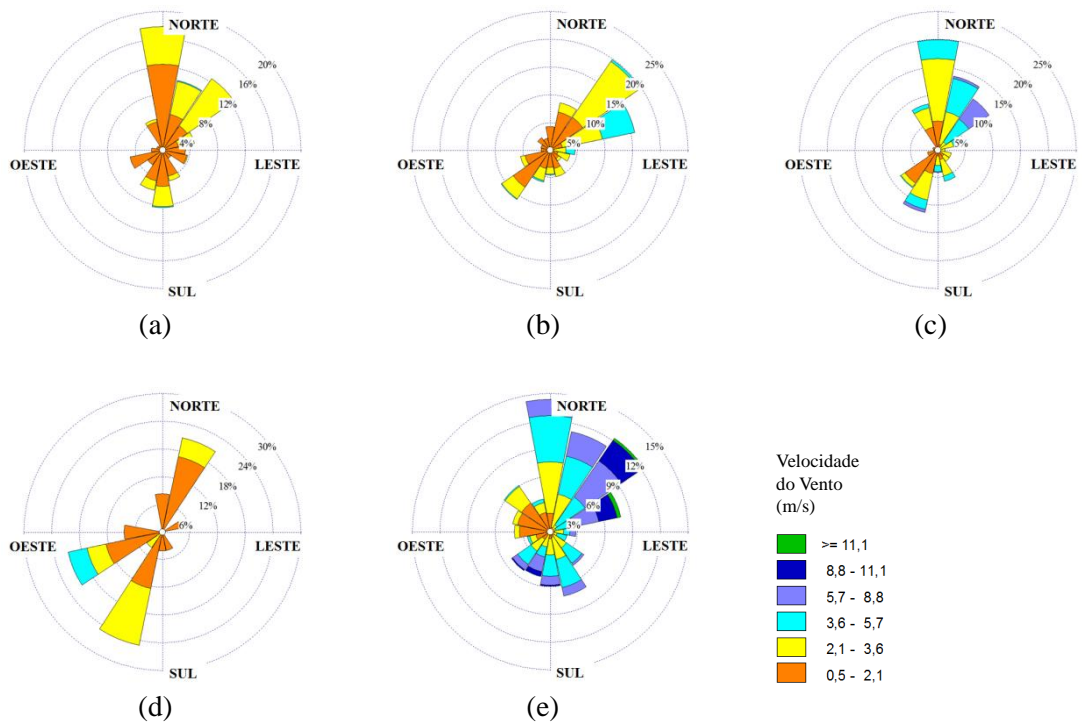 NORTE
20%
16%
12%
8%
4%
OESTE
LESTE
SUL
(a)
NORTE
25%
20%
15%
10%
5%
OESTE
LESTE
SUL
(b)
NORTE
25%
20%
15%
10%
5%
OESTE
LESTE
SUL
(c)
NORTE
30%
24%
18%
12%
6%
OESTE
LESTE
SUL
(d)
NORTE
15%
12%
9%
6%
3%
OESTE
LESTE
SUL
(e)
Velocidade
do Vento
(m/s)
>= 11,1
8,8 - 11,1
5,7 - 8,8
3,6 - 5,7
2,1 - 3,6
0,5 - 2,1